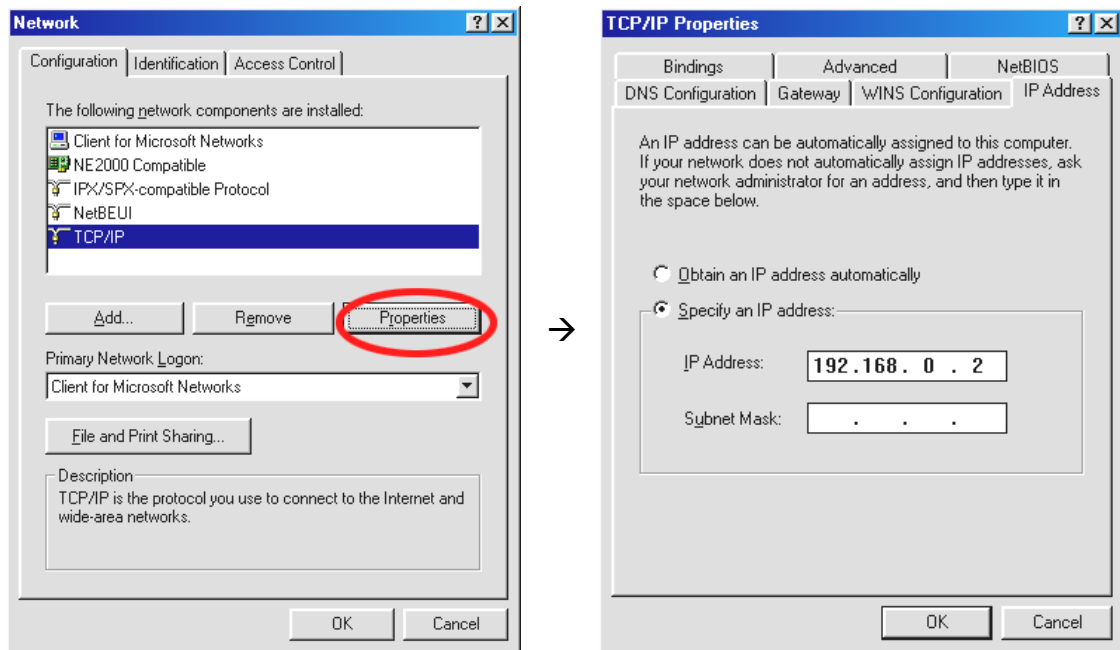 Network
Configuration Identification Access Control
The following network components are installed:
Client for Microsoft Networks
NE2000 Compatible
IPX/SPX-compatible Protocol
NetBEUI
TCP/IP
Add... Remove Properties
Primary Network Logon:
Client for Microsoft Networks
File and Print Sharing...
Description
TCP/IP is the protocol you use to connect to the Internet and
wide-area networks.
OK Cancel
→
TCP/IP Properties
Bindings Advanced NetBIOS
DNS Configuration Gateway WINS Configuration IP Address
An IP address can be automatically assigned to this computer.
If your network does not automatically assign IP addresses, ask
your network administrator for an address, and then type it in
the space below.
Obtain an IP address automatically
Specify an IP address:
IP Address: 192.168. 0 . 2
Subnet Mask: . . .
OK Cancel